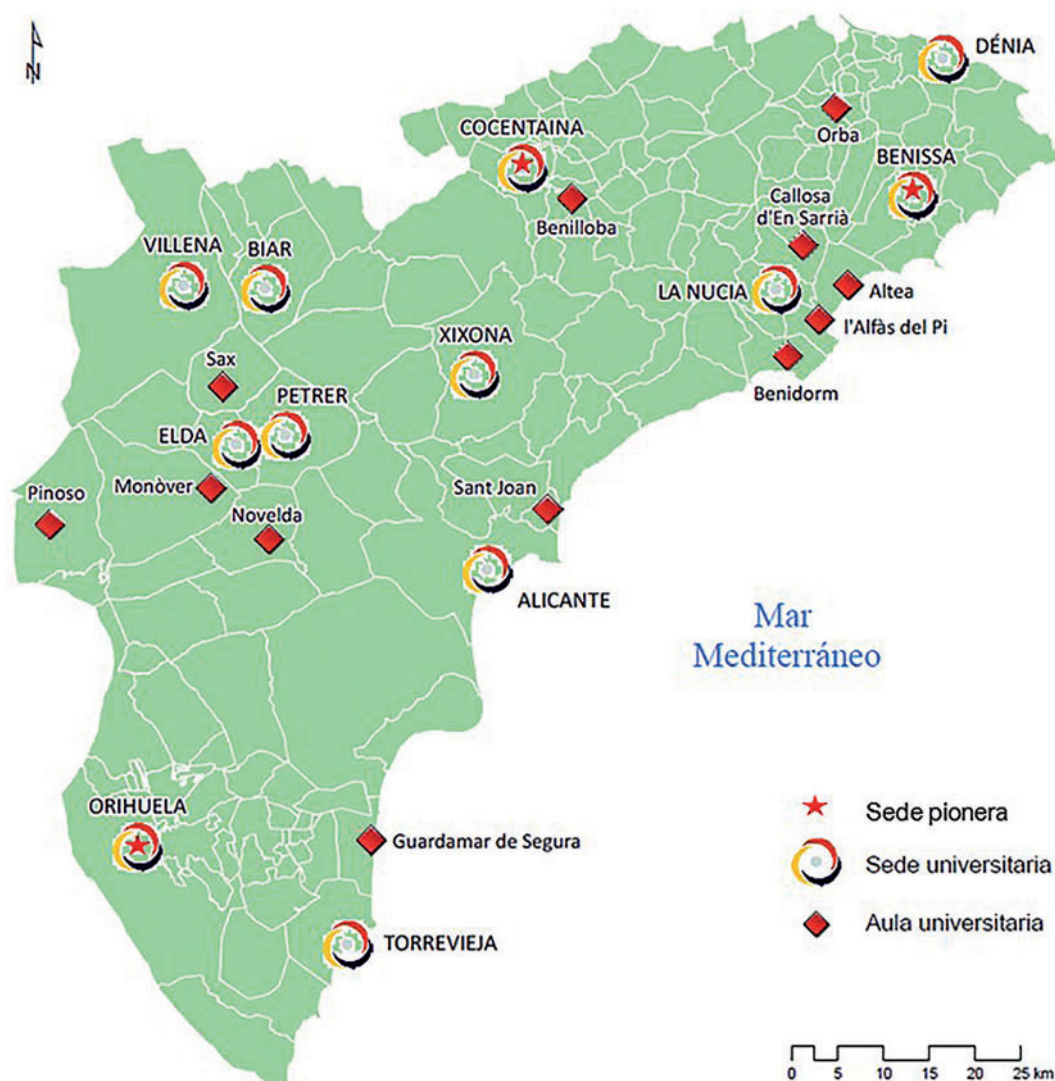 N
DÉNIA
Orba
COCENTAINA
BENISSA
Callosa
d'En Sarrià
Benilloba
VILLENA
BIAR
LA NUCIA
Altea
l'Alfàs del Pi
XIXONA
Sax
Benidorm
PETRER
ELDA
Monòver
Sant Joan
Pinoso
Novelda
ALICANTE
Mar
Mediterráneo
ORIHUELA
Guardamar de Segura
TORREVIEJA
Sede pionera
Sede universitaria
Aula universitaria
0 5 10 15 20 25 km